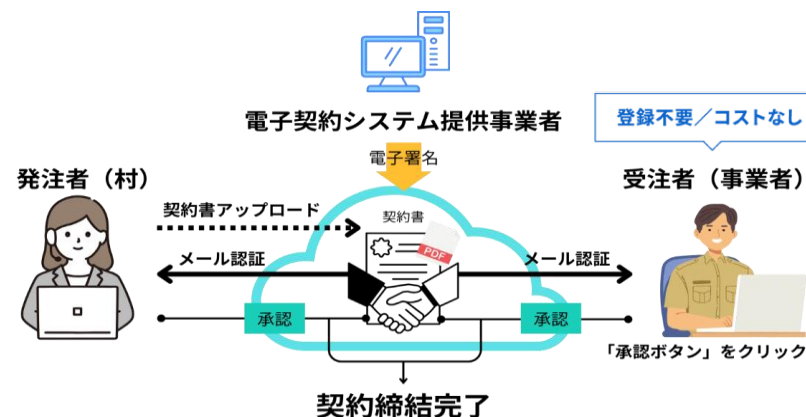 電子契約システム提供事業者
登録不要／コストなし
電子署名
発注者（村）
受注者（事業者）
契約書アップロード
契約書
PDF
メール認証
メール認証
承認
承認
「承認ボタン」をクリック
契約締結完了